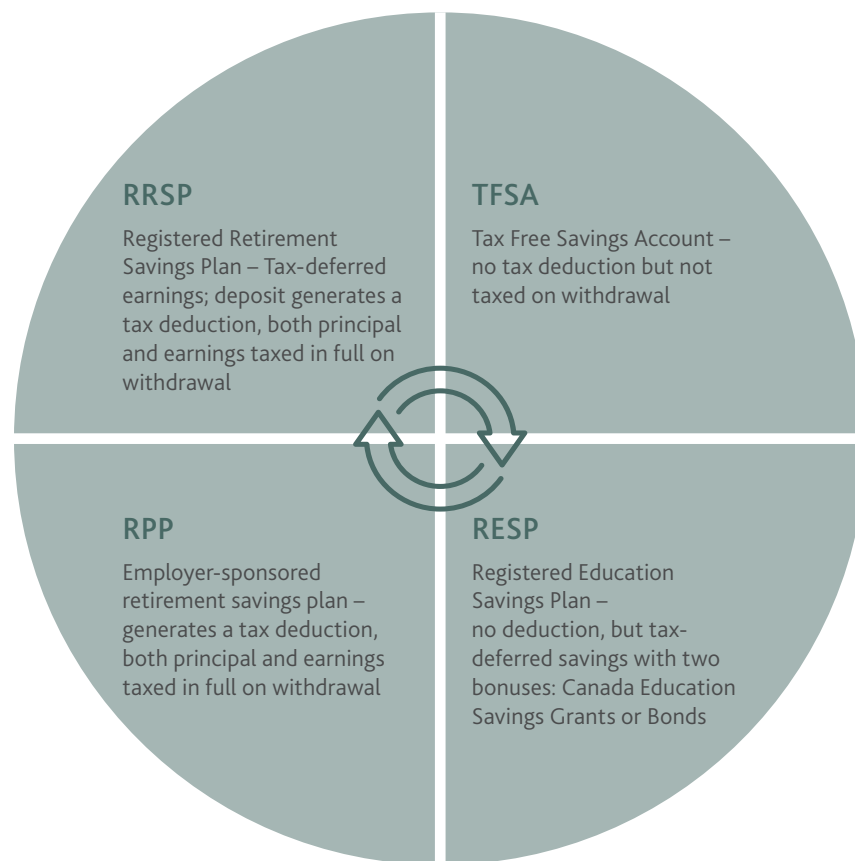 RRSP
Registered Retirement
Savings Plan – Tax-deferred
earnings; deposit generates a
tax deduction, both principal
and earnings taxed in full on
withdrawal
TFSA
Tax Free Savings Account –
no tax deduction but not
taxed on withdrawal
RPP
Employer-sponsored
retirement savings plan –
generates a tax deduction,
both principal and earnings
taxed in full on withdrawal
RESP
Registered Education
Savings Plan –
no deduction, but tax-
deferred savings with two
bonuses: Canada Education
Savings Grants or Bonds